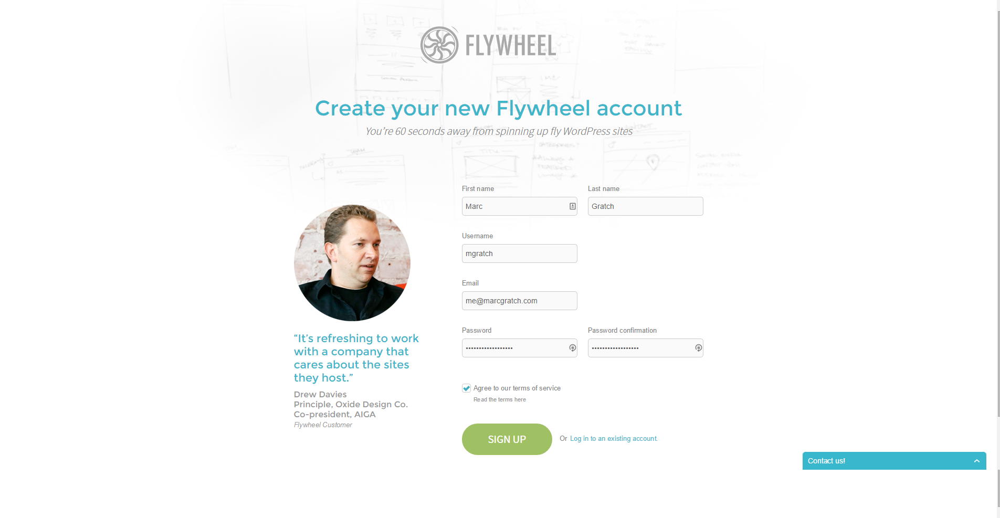 FLYWHEEL
Create your new Flywheel account
You're 60 seconds away from spinning up fly WordPress sites
First name
Last name
Marc
Gratch
Username
mgratch
Email
me@marcgratch.com
Password
Password confirmation
••••••••••••••••••
••••••••••••••••••
“It's refreshing to work
with a company that
cares about the sites
they host.”
Drew Davies
Principle, Oxide Design Co.
Co-president, AIGA
Flywheel Customer
Agree to our terms of service
Read the terms here
SIGN UP
Or Log in to an existing account.
Contact us!